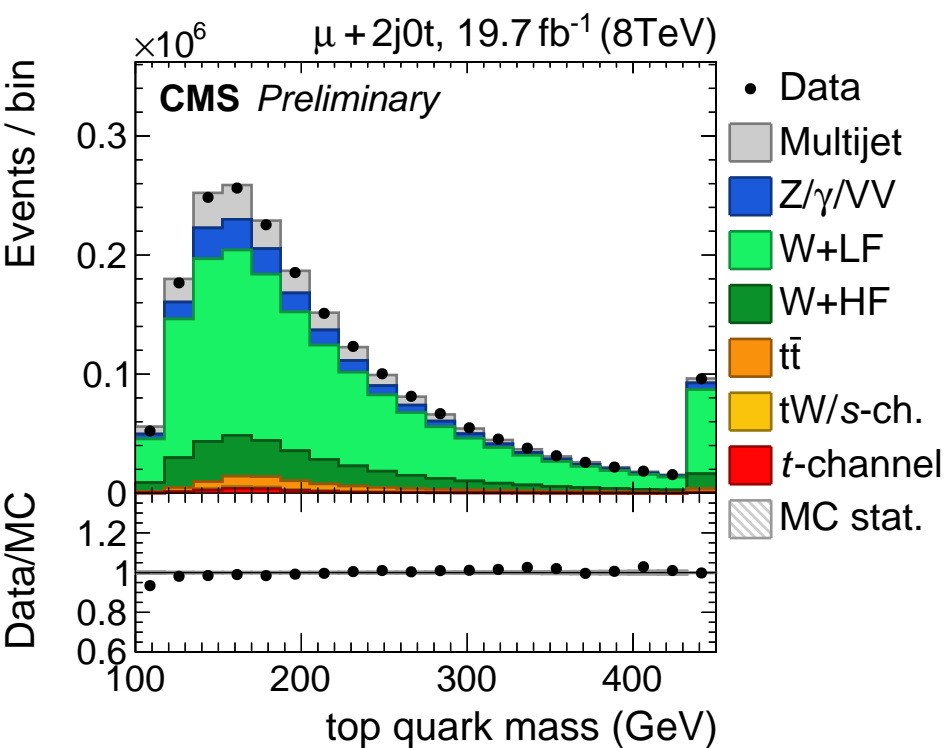 ×10⁶
μ + 2j0t, 19.7 fb⁻¹ (8TeV)
CMS Preliminary
Events / bin
0.3
0.2
0.1
0
Data
Multijet
Z/γ/VV
W+LF
W+HF
tt̄
tW/s-ch.
t-channel
MC stat.
Data/MC
1.2
1
0.8
0.6
100
200
300
400
top quark mass (GeV)